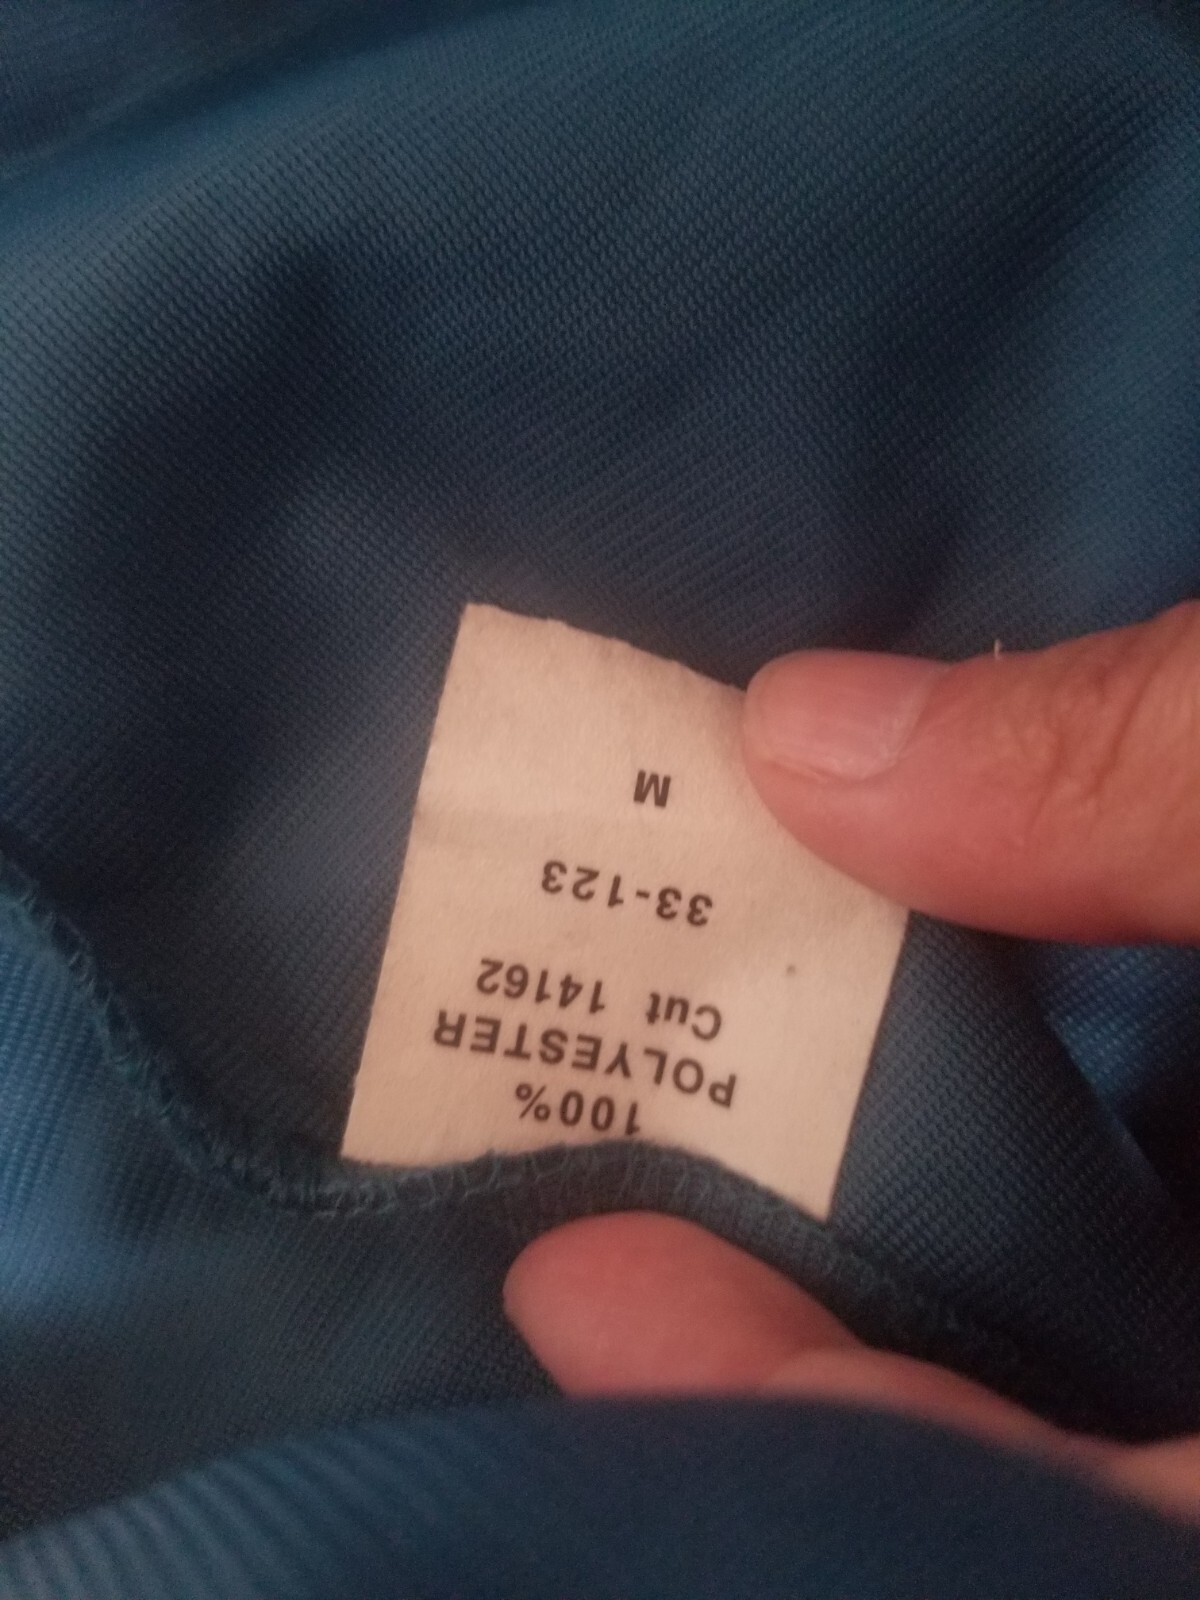 100%
POLYESTER
Cut 14162
33-123
M